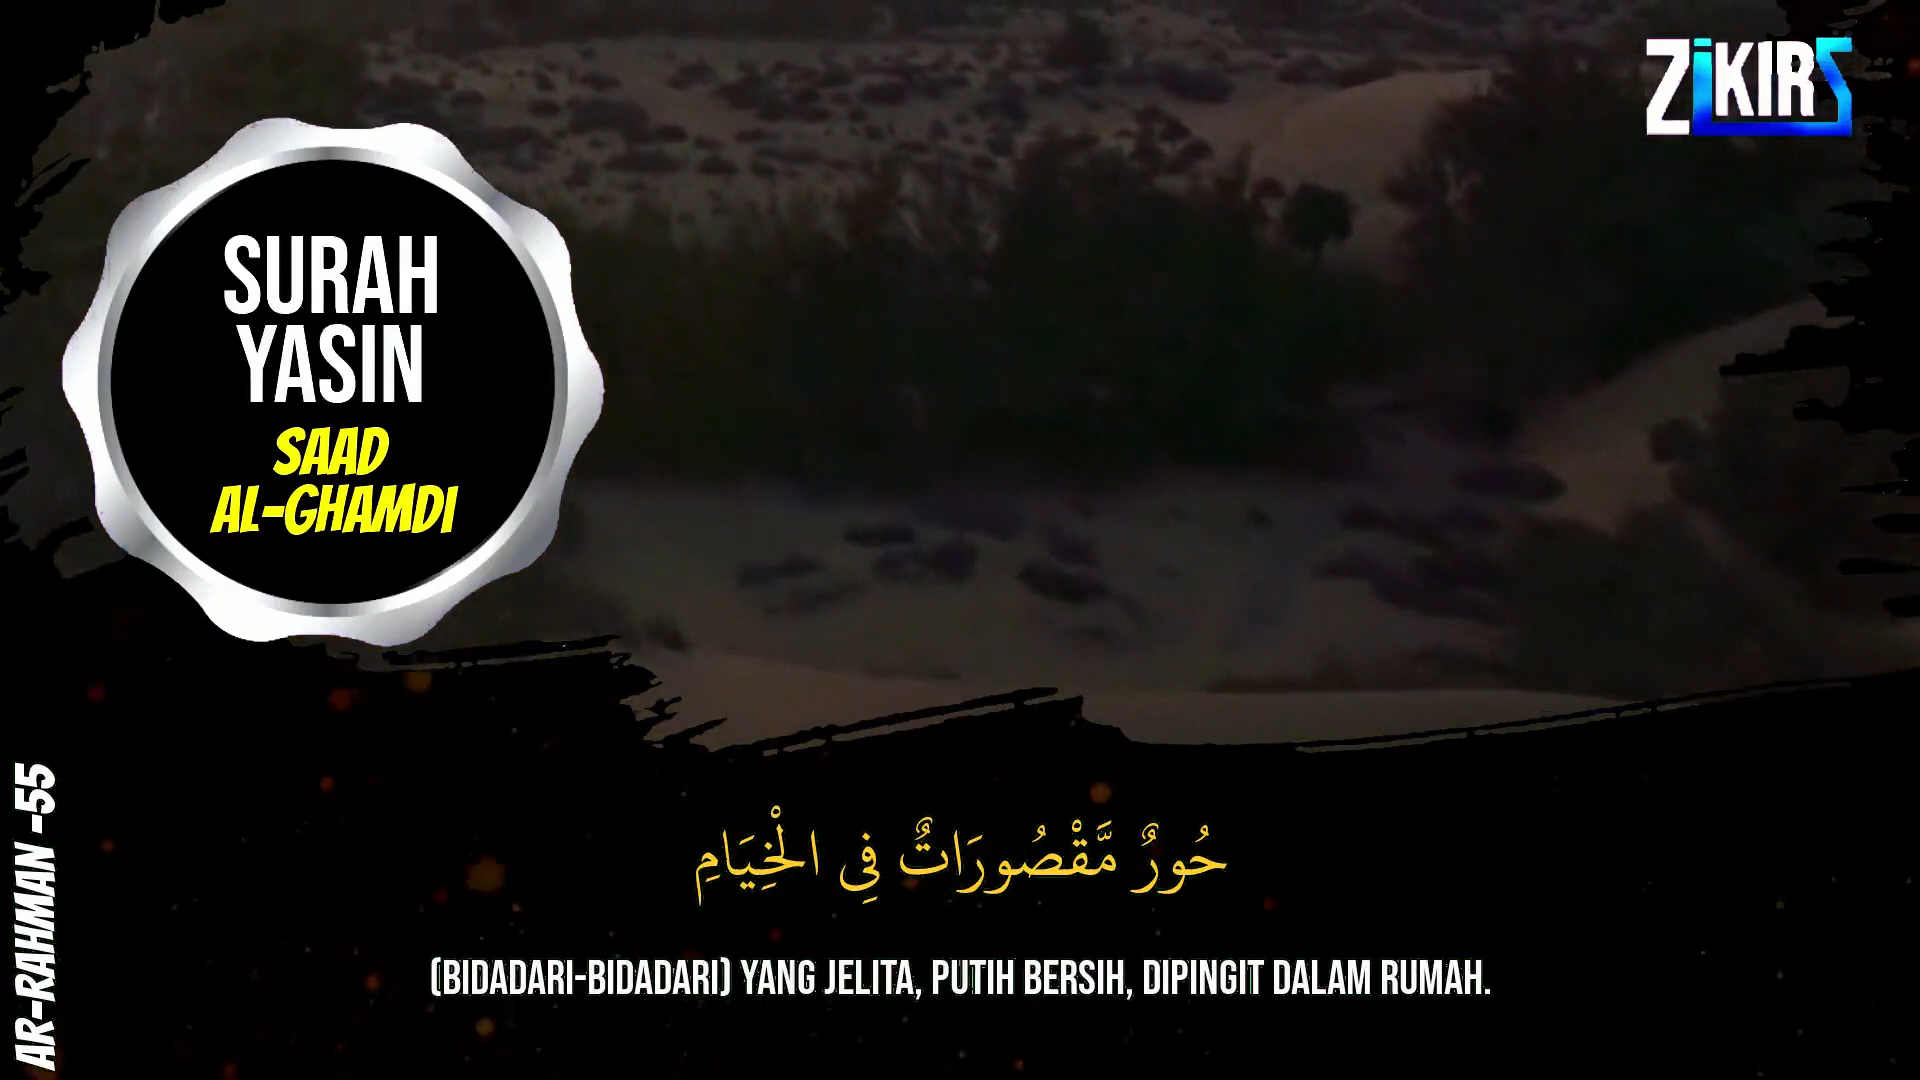 ZiKIRS
SURAH
YASIN
SAAD
AL-GHAMDI
AR-RAHMAN -55
حُورٌ مَّقْصُورَاتٌ فِي الْخِيَامِ
(BIDADARI-BIDADARI) YANG JELITA, PUTIH BERSIH, DIPINGIT DALAM RUMAH.